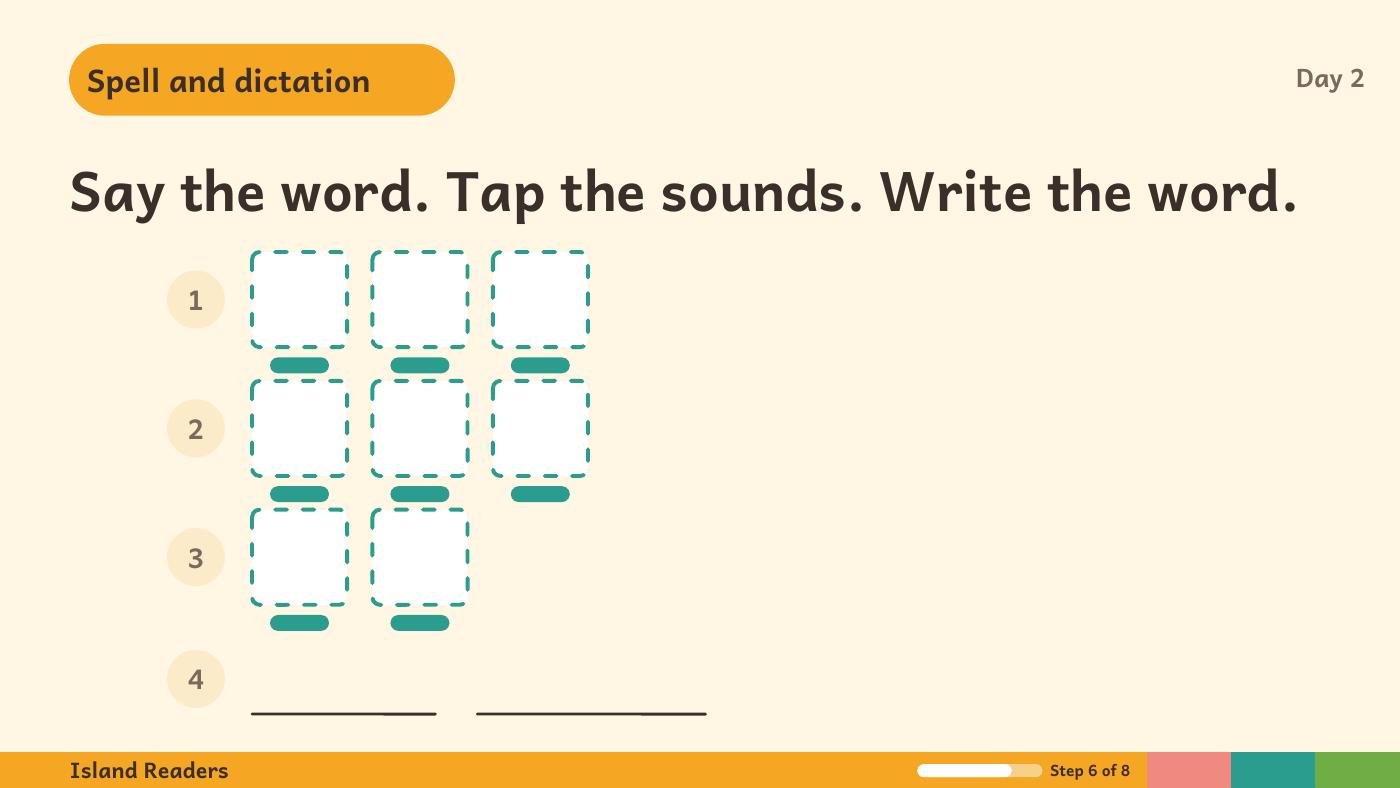 Spell and dictation
Day 2
Say the word. Tap the sounds. Write the word.
1
2
3
4
Island Readers
Step 6 of 8